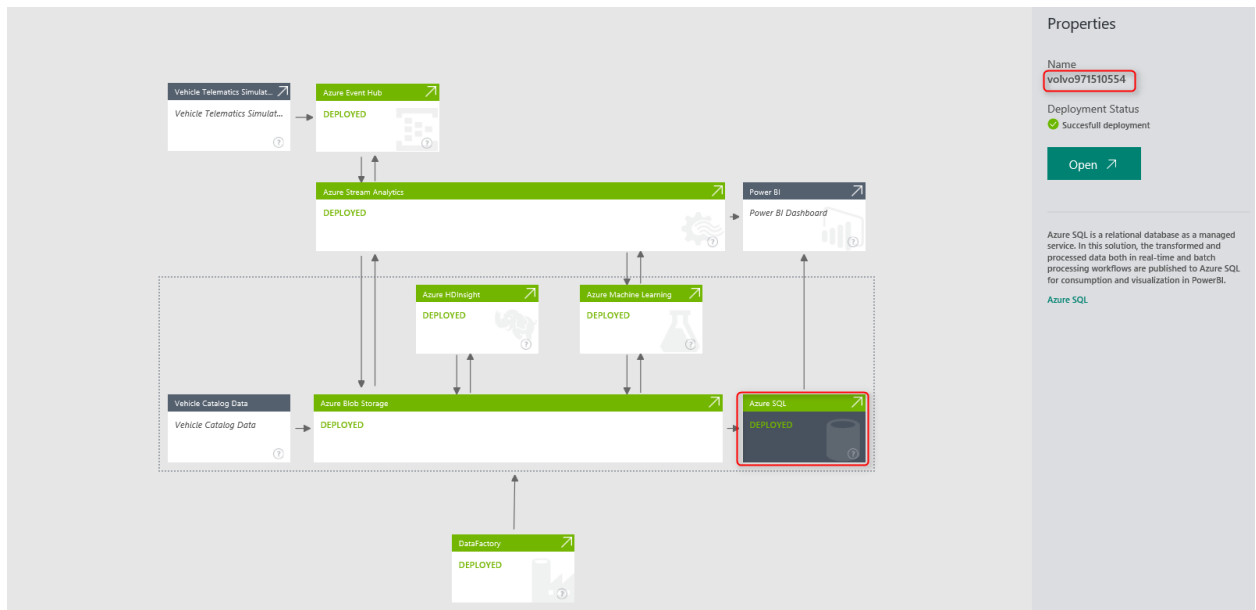 Vehicle Telematics Simulat...
Vehicle Telematics Simulat...
?
Azure Event Hub
DEPLOYED
?
Azure Stream Analytics
DEPLOYED
?
Power BI
Power BI Dashboard
?
Azure HDInsight
DEPLOYED
?
Azure Machine Learning
DEPLOYED
?
Vehicle Catalog Data
Vehicle Catalog Data
?
Azure Blob Storage
DEPLOYED
Azure SQL
DEPLOYED
?
DataFactory
DEPLOYED
?
Properties
Name
volvo971510554
Deployment Status
Succesfull deployment
Open
Azure SQL is a relational database as a managed
service. In this solution, the transformed and
processed data both in real-time and batch
processing workflows are published to Azure SQL
for consumption and visualization in PowerBI.
Azure SQL